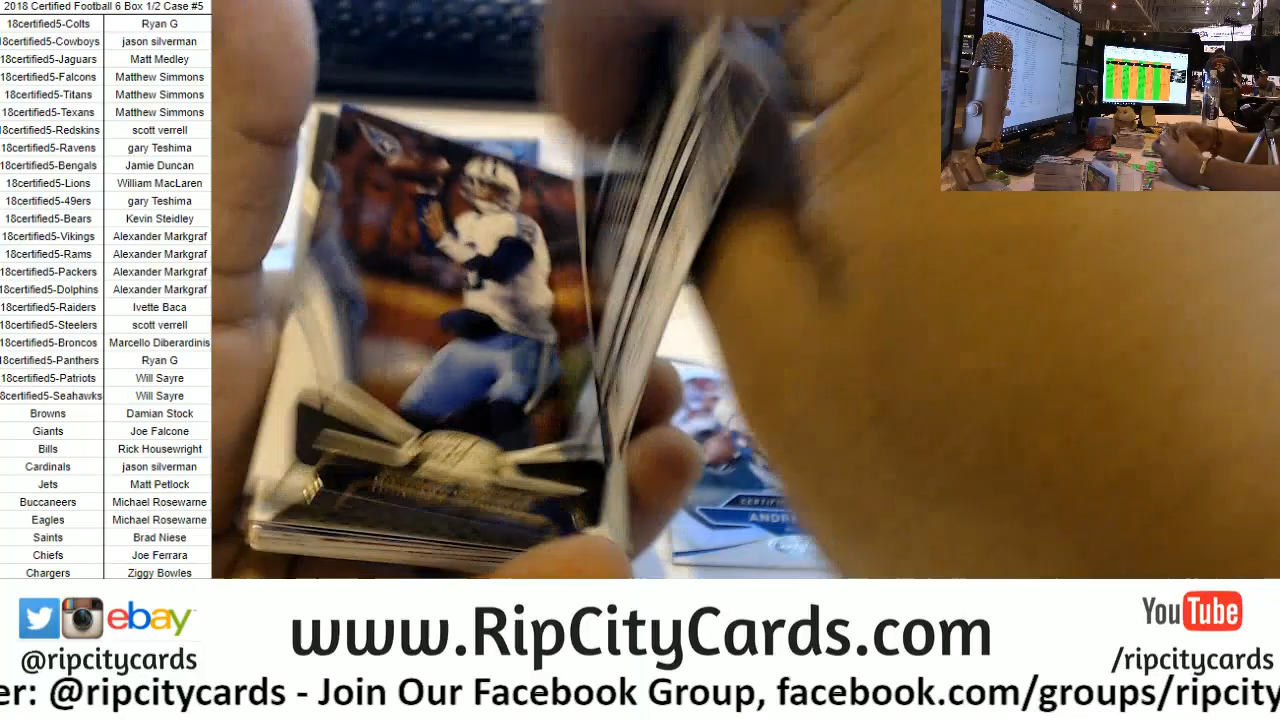 2018 Certified Football 6 Box 1/2 Case #5
18certified5-Colts Ryan G
18certified5-Cowboys jason silverman
18certified5-Jaguars Matt Medley
18certified5-Falcons Matthew Simmons
18certified5-Titans Matthew Simmons
18certified5-Texans Matthew Simmons
18certified5-Redskins scott verrell
18certified5-Ravens gary Teshima
18certified5-Bengals Jamie Duncan
18certified5-Lions William MacLaren
18certified5-49ers gary Teshima
18certified5-Bears Kevin Steidley
18certified5-Vikings Alexander Markgraf
18certified5-Rams Alexander Markgraf
18certified5-Packers Alexander Markgraf
18certified5-Dolphins Alexander Markgraf
18certified5-Raiders Ivette Baca
18certified5-Steelers scott verrell
18certified5-Broncos Marcello Diberardinis
18certified5-Panthers Ryan G
18certified5-Patriots Will Sayre
8certified5-Seahawks Will Sayre
Browns Damian Stock
Giants Joe Falcone
Bills Rick Housewright
Cardinals jason silverman
Jets Matt Petlock
Buccaneers Michael Rosewarne
Eagles Michael Rosewarne
Saints Brad Niese
Chiefs Joe Ferrara
Chargers Ziggy Bowles
CERTIFI
ANDR
ebay
@ripcitycards
www.RipCityCards.com
YouTube
/ripcitycards
er: @ripcitycards - Join Our Facebook Group, facebook.com/groups/ripcity